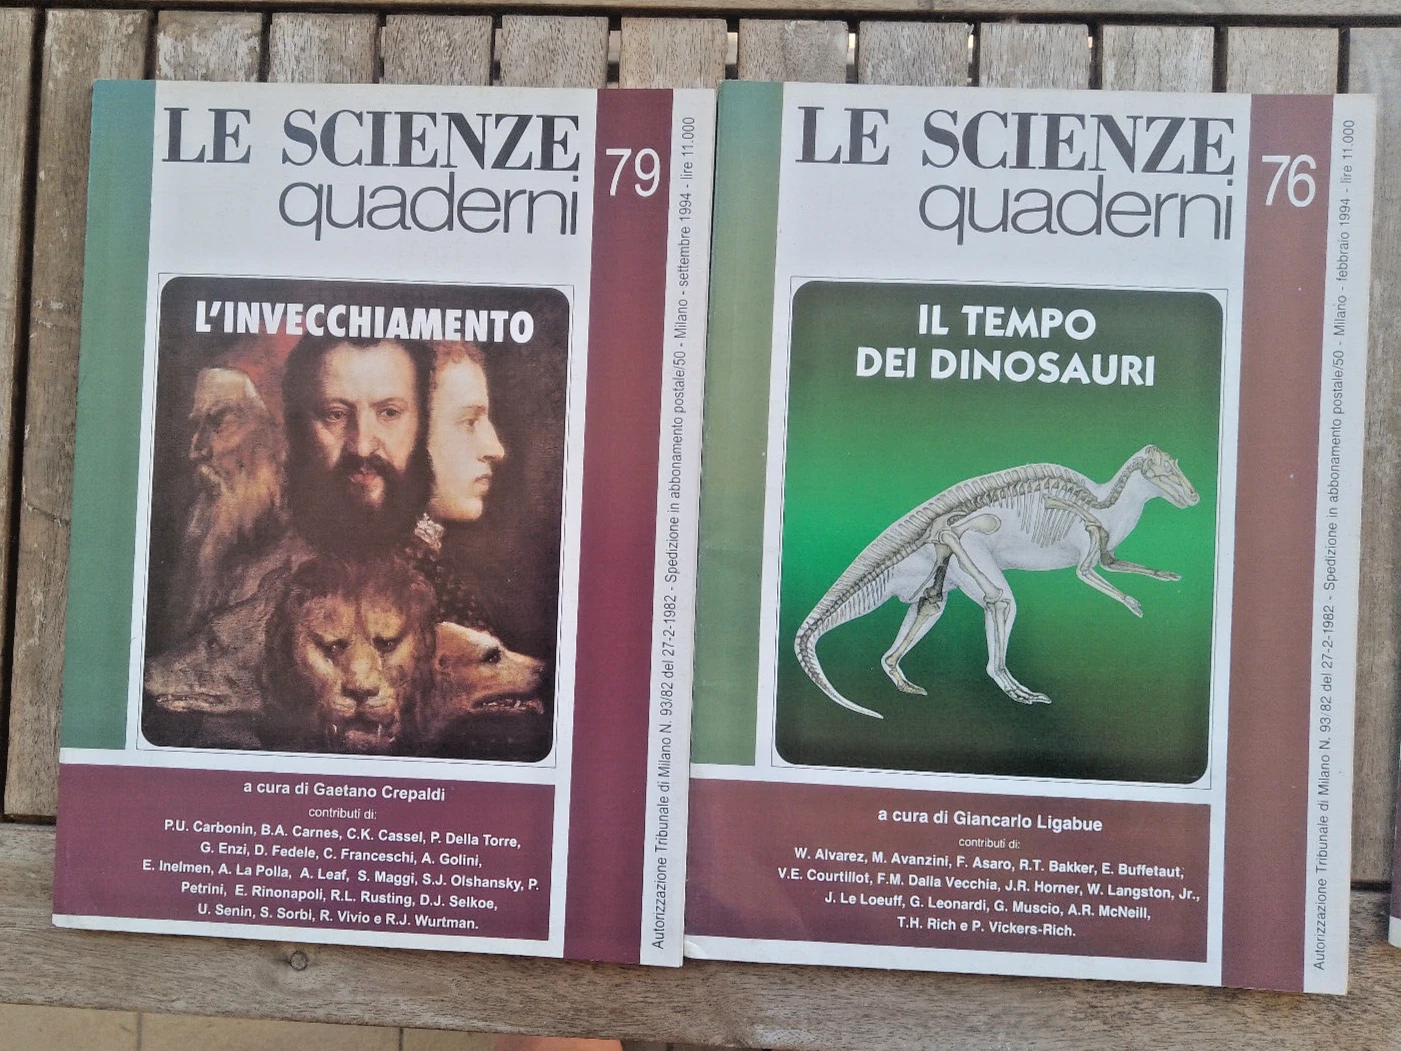 LE SCIENZE
quaderni
79
L'INVECCHIAMENTO
a cura di Gaetano Crepaldi
contributi di:
P.U. Carbonin, B.A. Carnes, C.K. Cassel, P. Della Torre,
G. Enzi, D. Fedele, C. Franceschi, A. Golini,
E. Inelmen, A. La Polla, A. Leaf, S. Maggi, S.J. Olshansky, P.
Petrini, E. Rinonapoli, R.L. Rusting, D.J. Selkoe,
U. Senin, S. Sorbi, R. Vivio e R.J. Wurtman.
Autorizzazione Tribunale di Milano N. 93/82 del 27-2-1982 - Spedizione in abbonamento postale/50 - Milano - settembre 1994 - lire 11.000
LE SCIENZE
quaderni
76
IL TEMPO
DEI DINOSAURI
a cura di Giancarlo Ligabue
contributi di:
W. Alvarez, M. Avanzini, F. Asaro, R.T. Bakker, E. Buffetaut,
V.E. Courtillot, F.M. Dalla Vecchia, J.R. Horner, W. Langston, Jr.,
J. Le Loeuff, G. Leonardi, G. Muscio, A.R. McNeill,
T.H. Rich e P. Vickers-Rich.
Autorizzazione Tribunale di Milano N. 93/82 del 27-2-1982 - Spedizione in abbonamento postale/50 - Milano - febbraio 1994 - lire 11.000